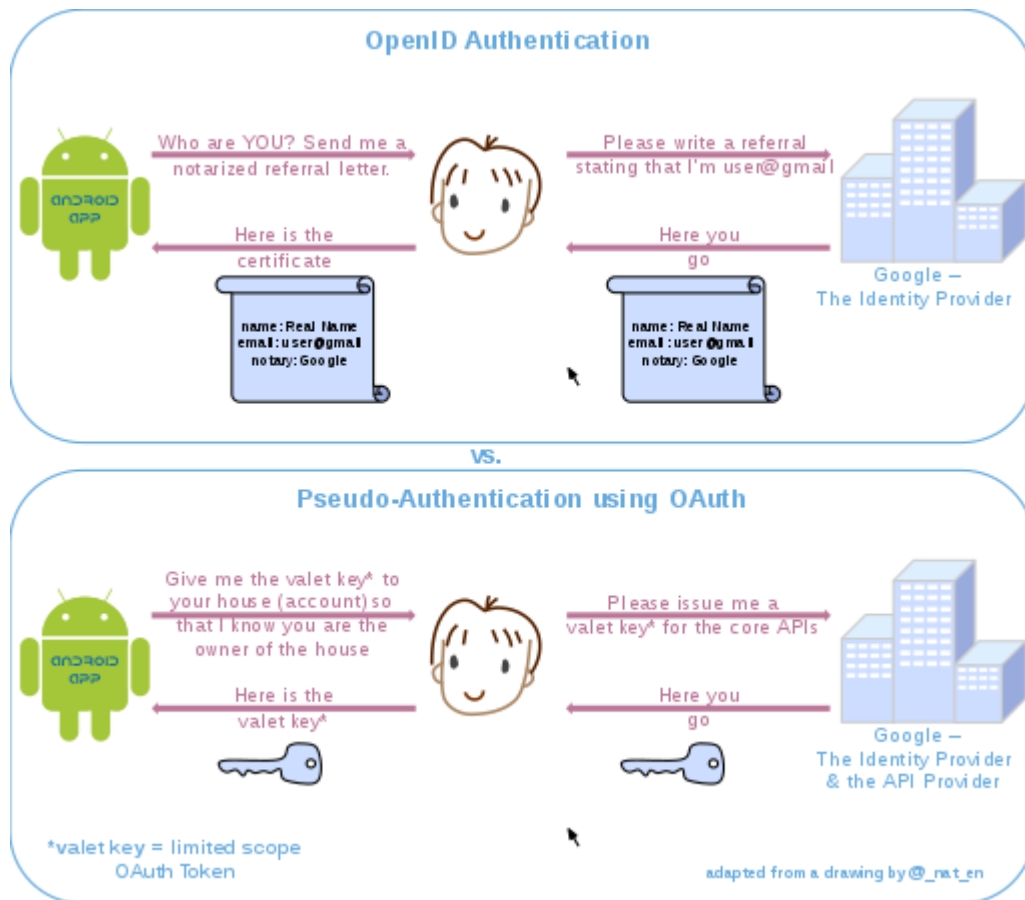 OpenID Authentication
Who are YOU? Send me a
notarized referral letter.
Please write a referral
stating that I'm user@gmail
ANDROID
APP
Here is the
certificate
Here you
go
Google –
The Identity Provider
name: Real Name
email: user@gmail
notary: Google
name: Real Name
email: user@gmail
notary: Google
vs.
Pseudo-Authentication using OAuth
Give me the valet key* to
your house (account) so
that I know you are the
owner of the house
Please issue me a
valet key* for the core APIs
ANDROID
APP
Here is the
valet key*
Here you
go
Google –
The Identity Provider
& the API Provider
*valet key = limited scope
OAuth Token
adapted from a drawing by @_nat_en